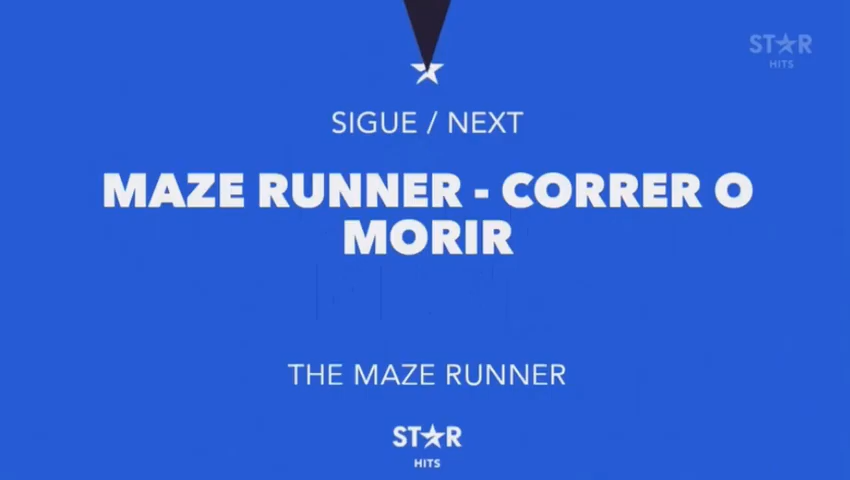 STAR
HITS
SIGUE / NEXT
MAZE RUNNER - CORRER O
MORIR
THE MAZE RUNNER
STAR
HITS